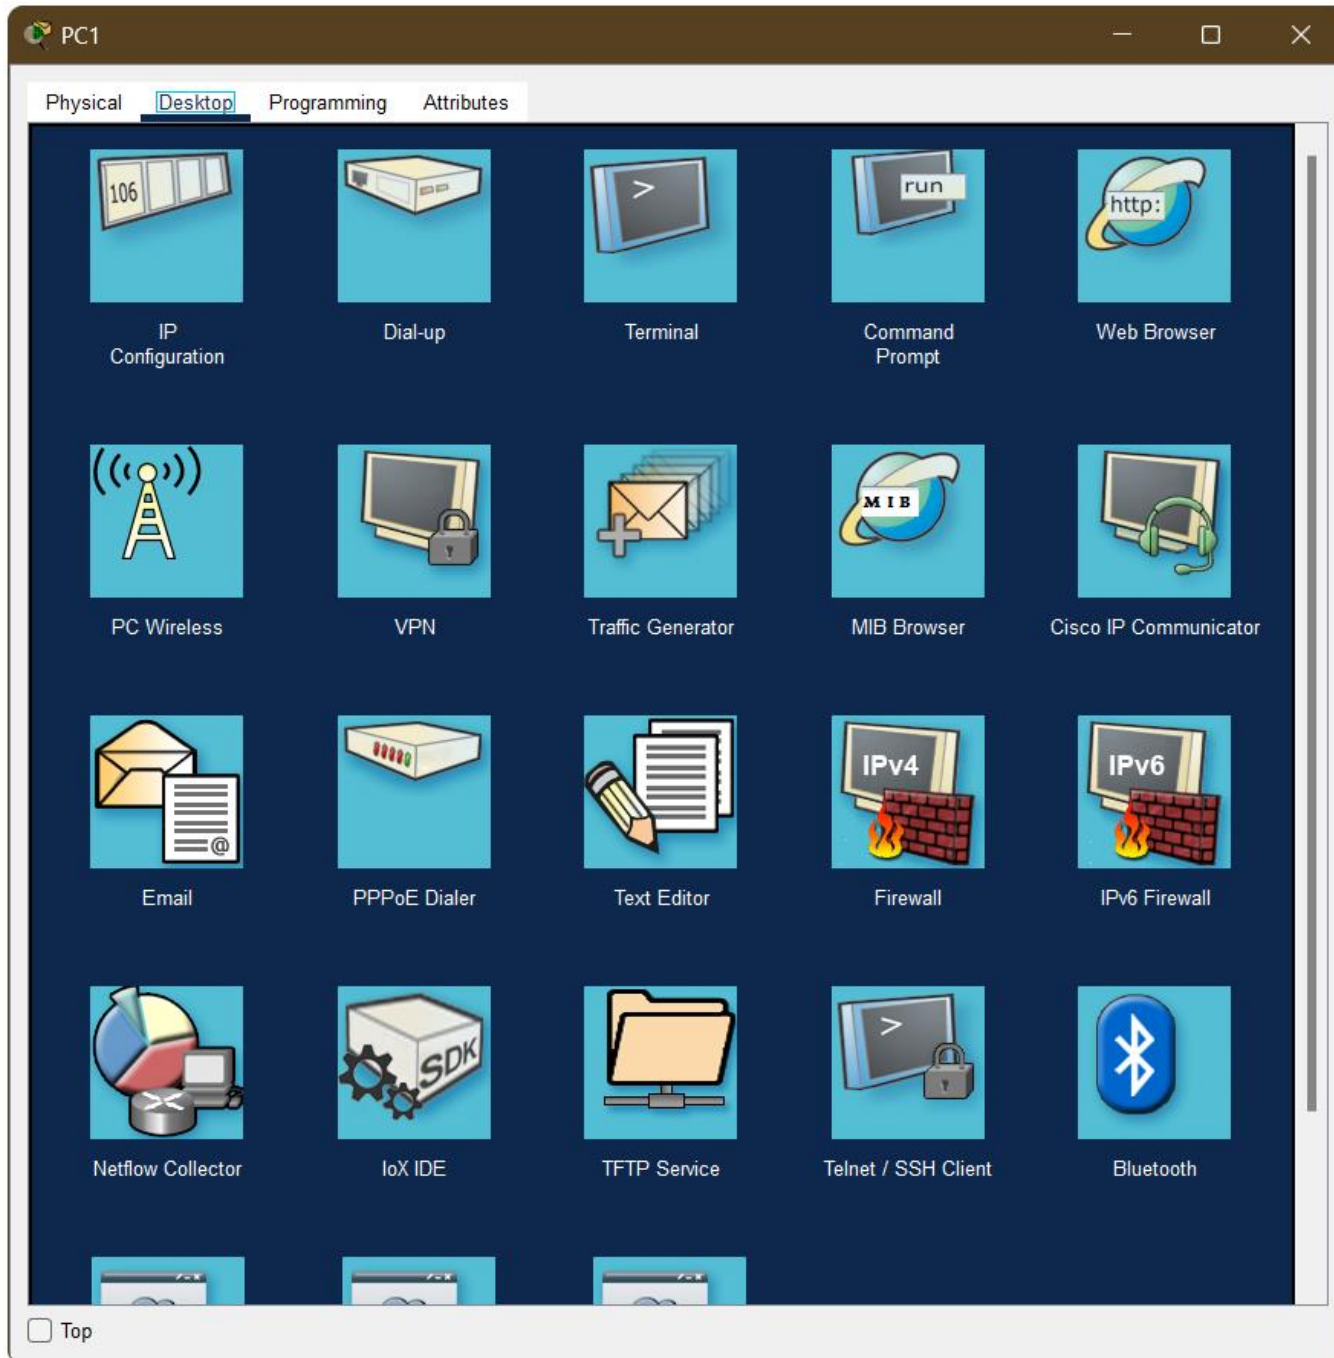 PC1
Physical Desktop Programming Attributes
106
>
run
http:
IP
Configuration
Dial-up
Terminal
Command
Prompt
Web Browser
MIB
PC Wireless
VPN
Traffic Generator
MIB Browser
Cisco IP Communicator
IPv4
IPv6
@
Email
PPPoE Dialer
Text Editor
Firewall
IPv6 Firewall
SDK
>
Netflow Collector
IoX IDE
TFTP Service
Telnet / SSH Client
Bluetooth
Top